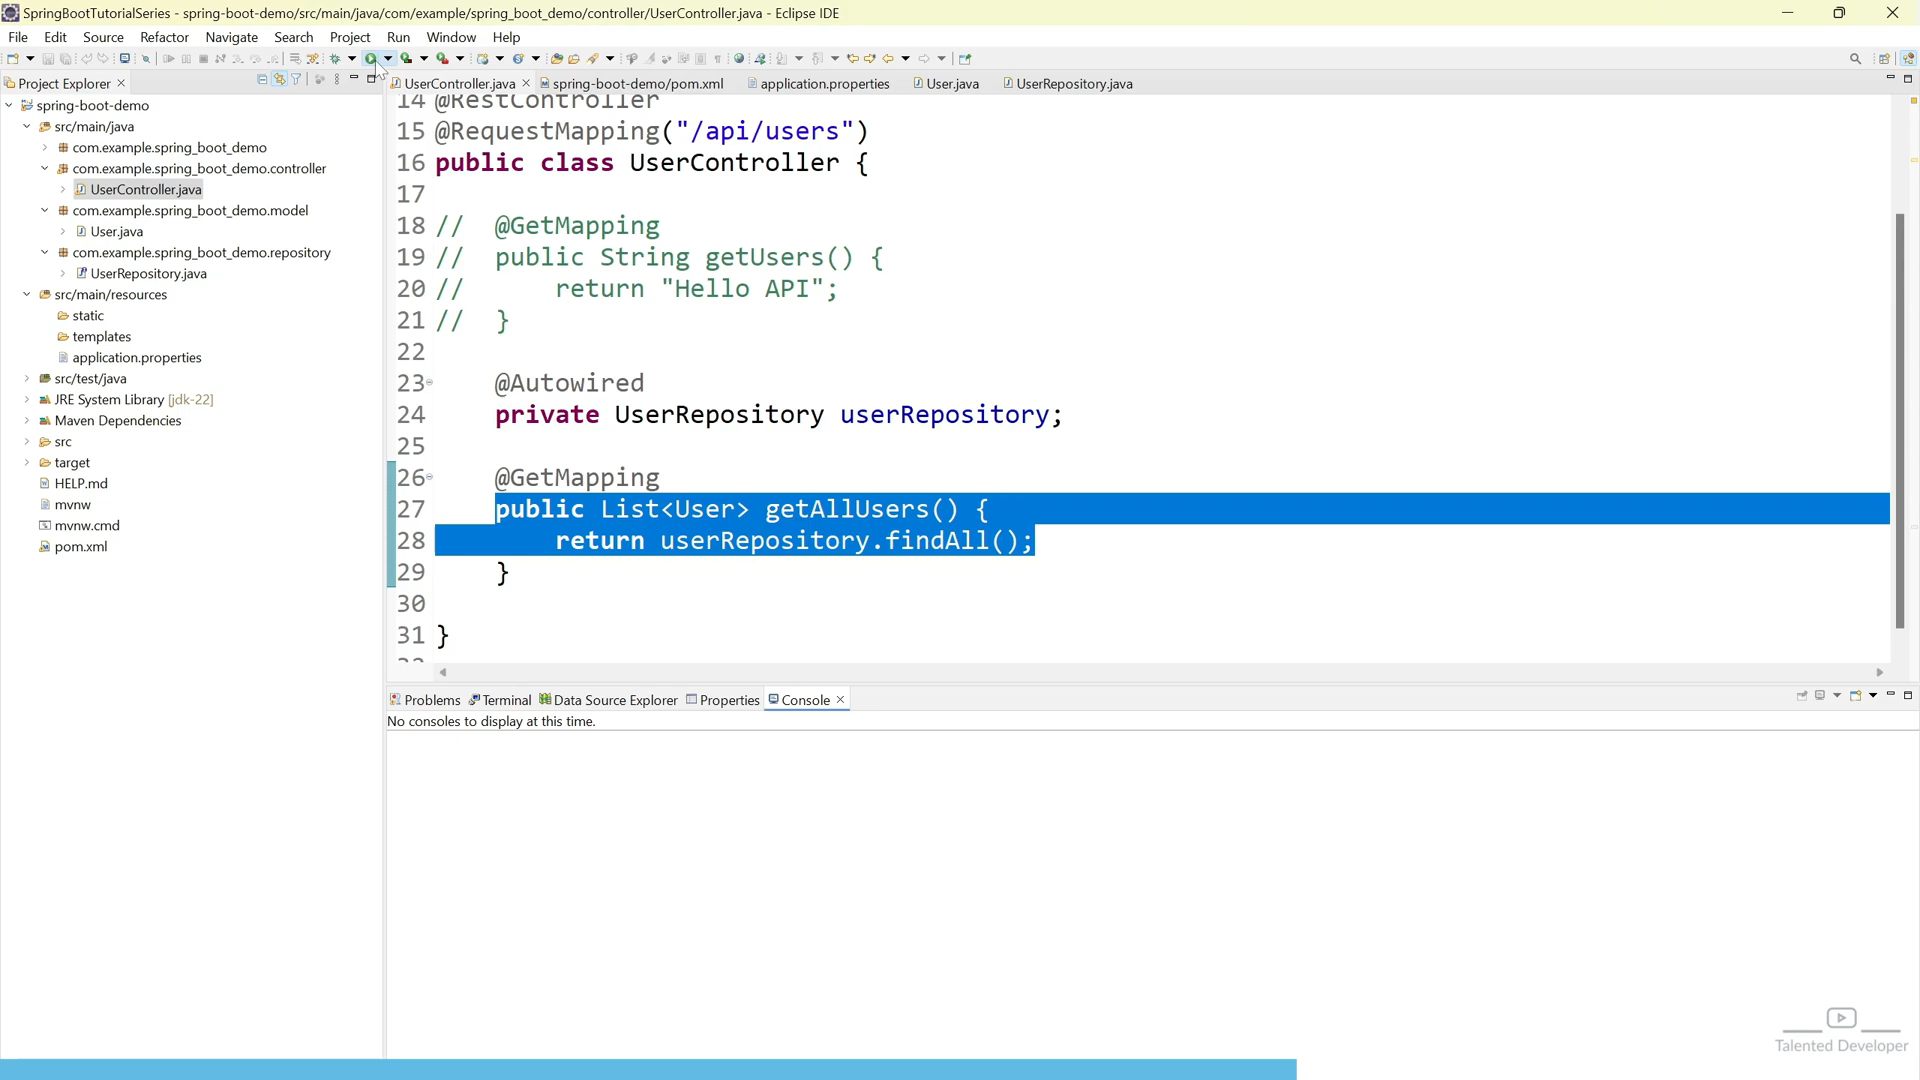 SpringBootTutorialSeries - spring-boot-demo/src/main/java/com/example/spring_boot_demo/controller/UserController.java - Eclipse IDE
File Edit Source Refactor Navigate Search Project Run Window Help
Project Explorer
UserController.java spring-boot-demo/pom.xml application.properties User.java UserRepository.java
spring-boot-demo
src/main/java
com.example.spring_boot_demo
com.example.spring_boot_demo.controller
UserController.java
com.example.spring_boot_demo.model
User.java
com.example.spring_boot_demo.repository
UserRepository.java
src/main/resources
static
templates
application.properties
src/test/java
JRE System Library [jdk-22]
Maven Dependencies
src
target
HELP.md
mvnw
mvnw.cmd
pom.xml
14 @RestController
15 @RequestMapping("/api/users")
16 public class UserController {
17
18 // @GetMapping
19 // public String getUsers() {
20 // return "Hello API";
21 // }
22
23 @Autowired
24 private UserRepository userRepository;
25
26 @GetMapping
27 public List<User> getAllUsers() {
28 return userRepository.findAll();
29 }
30
31 }
32
Problems Terminal Data Source Explorer Properties Console
No consoles to display at this time.
Talented Developer